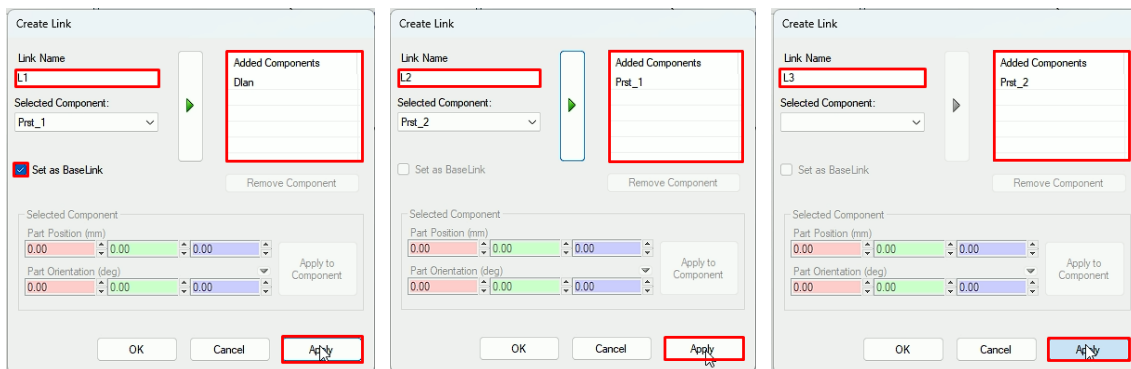 Create Link
Link Name
L1
Selected Component:
Prst_1
Added Components
Dlan
Set as BaseLink
Remove Component
Selected Component
Part Position (mm)
0.00 0.00 0.00
Part Orientation (deg)
0.00 0.00 0.00
Apply to
Component
OK Cancel Apply
Create Link
Link Name
L2
Selected Component:
Prst_2
Added Components
Prst_1
Set as BaseLink
Remove Component
Selected Component
Part Position (mm)
0.00 0.00 0.00
Part Orientation (deg)
0.00 0.00 0.00
Apply to
Component
OK Cancel Apply
Create Link
Link Name
L3
Selected Component:
Added Components
Prst_2
Set as BaseLink
Remove Component
Selected Component
Part Position (mm)
0.00 0.00 0.00
Part Orientation (deg)
0.00 0.00 0.00
Apply to
Component
OK Cancel Apply